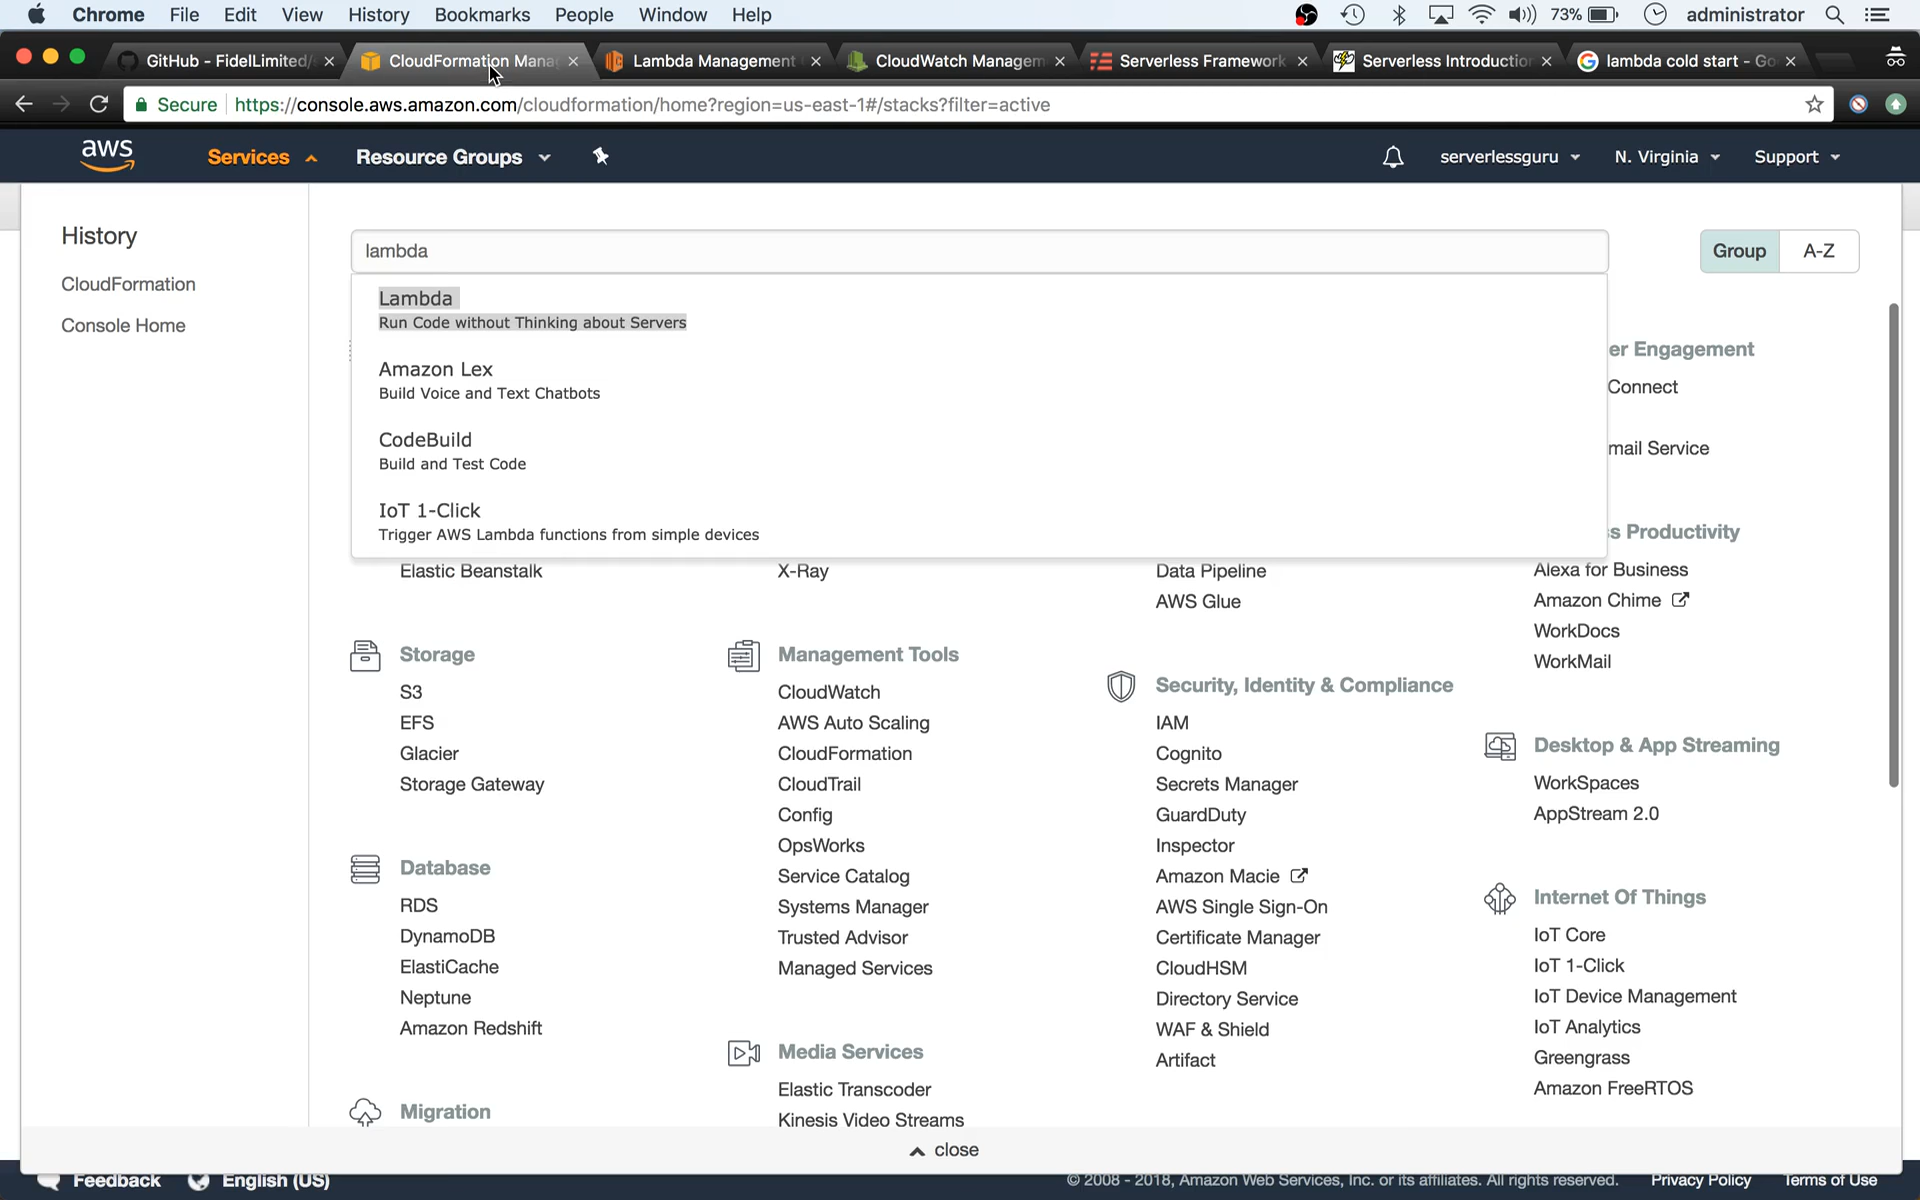 Chrome File Edit View History Bookmarks People Window Help 73% administrator
GitHub - FidelLimited/ CloudFormation Mana Lambda Management CloudWatch Managem Serverless Framework Serverless Introduction lambda cold start - Go
Secure https://console.aws.amazon.com/cloudformation/home?region=us-east-1#/stacks?filter=active
aws Services Resource Groups serverlessguru N. Virginia Support
History
CloudFormation
Console Home
lambda
Group A-Z
Lambda
Run Code without Thinking about Servers
Amazon Lex
Build Voice and Text Chatbots
CodeBuild
Build and Test Code
IoT 1-Click
Trigger AWS Lambda functions from simple devices
Elastic Beanstalk
Storage
S3
EFS
Glacier
Storage Gateway
Database
RDS
DynamoDB
ElastiCache
Neptune
Amazon Redshift
Migration
X-Ray
Management Tools
CloudWatch
AWS Auto Scaling
CloudFormation
CloudTrail
Config
OpsWorks
Service Catalog
Systems Manager
Trusted Advisor
Managed Services
Media Services
Elastic Transcoder
Kinesis Video Streams
Data Pipeline
AWS Glue
Security, Identity & Compliance
IAM
Cognito
Secrets Manager
GuardDuty
Inspector
Amazon Macie
AWS Single Sign-On
Certificate Manager
CloudHSM
Directory Service
WAF & Shield
Artifact
er Engagement
Connect
mail Service
s Productivity
Alexa for Business
Amazon Chime
WorkDocs
WorkMail
Desktop & App Streaming
WorkSpaces
AppStream 2.0
Internet Of Things
IoT Core
IoT 1-Click
IoT Device Management
IoT Analytics
Greengrass
Amazon FreeRTOS
close
Feedback English (US) © 2008 - 2018, Amazon Web Services, Inc. or its affiliates. All rights reserved. Privacy Policy Terms of Use